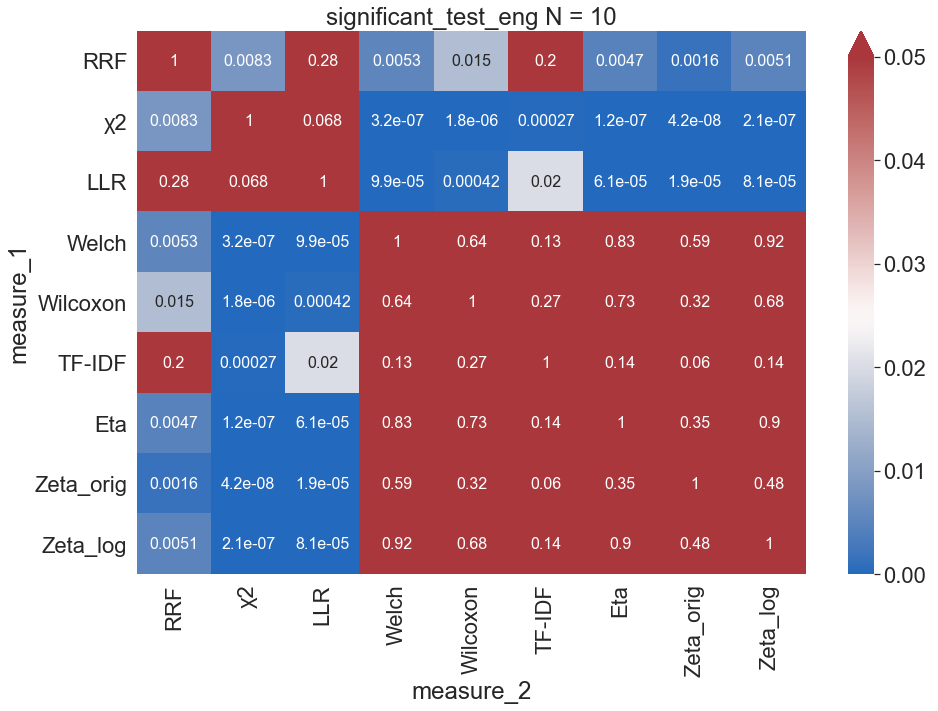 significant_test_eng N = 10
RRF 1 0.0083 0.28 0.0053 0.015 0.2 0.0047 0.0016 0.0051
χ2 0.0083 1 0.068 3.2e-07 1.8e-06 0.00027 1.2e-07 4.2e-08 2.1e-07
LLR 0.28 0.068 1 9.9e-05 0.00042 0.02 6.1e-05 1.9e-05 8.1e-05
Welch 0.0053 3.2e-07 9.9e-05 1 0.64 0.13 0.83 0.59 0.92
Wilcoxon 0.015 1.8e-06 0.00042 0.64 1 0.27 0.73 0.32 0.68
TF-IDF 0.2 0.00027 0.02 0.13 0.27 1 0.14 0.06 0.14
Eta 0.0047 1.2e-07 6.1e-05 0.83 0.73 0.14 1 0.35 0.9
Zeta_orig 0.0016 4.2e-08 1.9e-05 0.59 0.32 0.06 0.35 1 0.48
Zeta_log 0.0051 2.1e-07 8.1e-05 0.92 0.68 0.14 0.9 0.48 1
RRF χ2 LLR Welch Wilcoxon TF-IDF Eta Zeta_orig Zeta_log
measure_2
measure_1
0.05
0.04
0.03
0.02
0.01
0.00